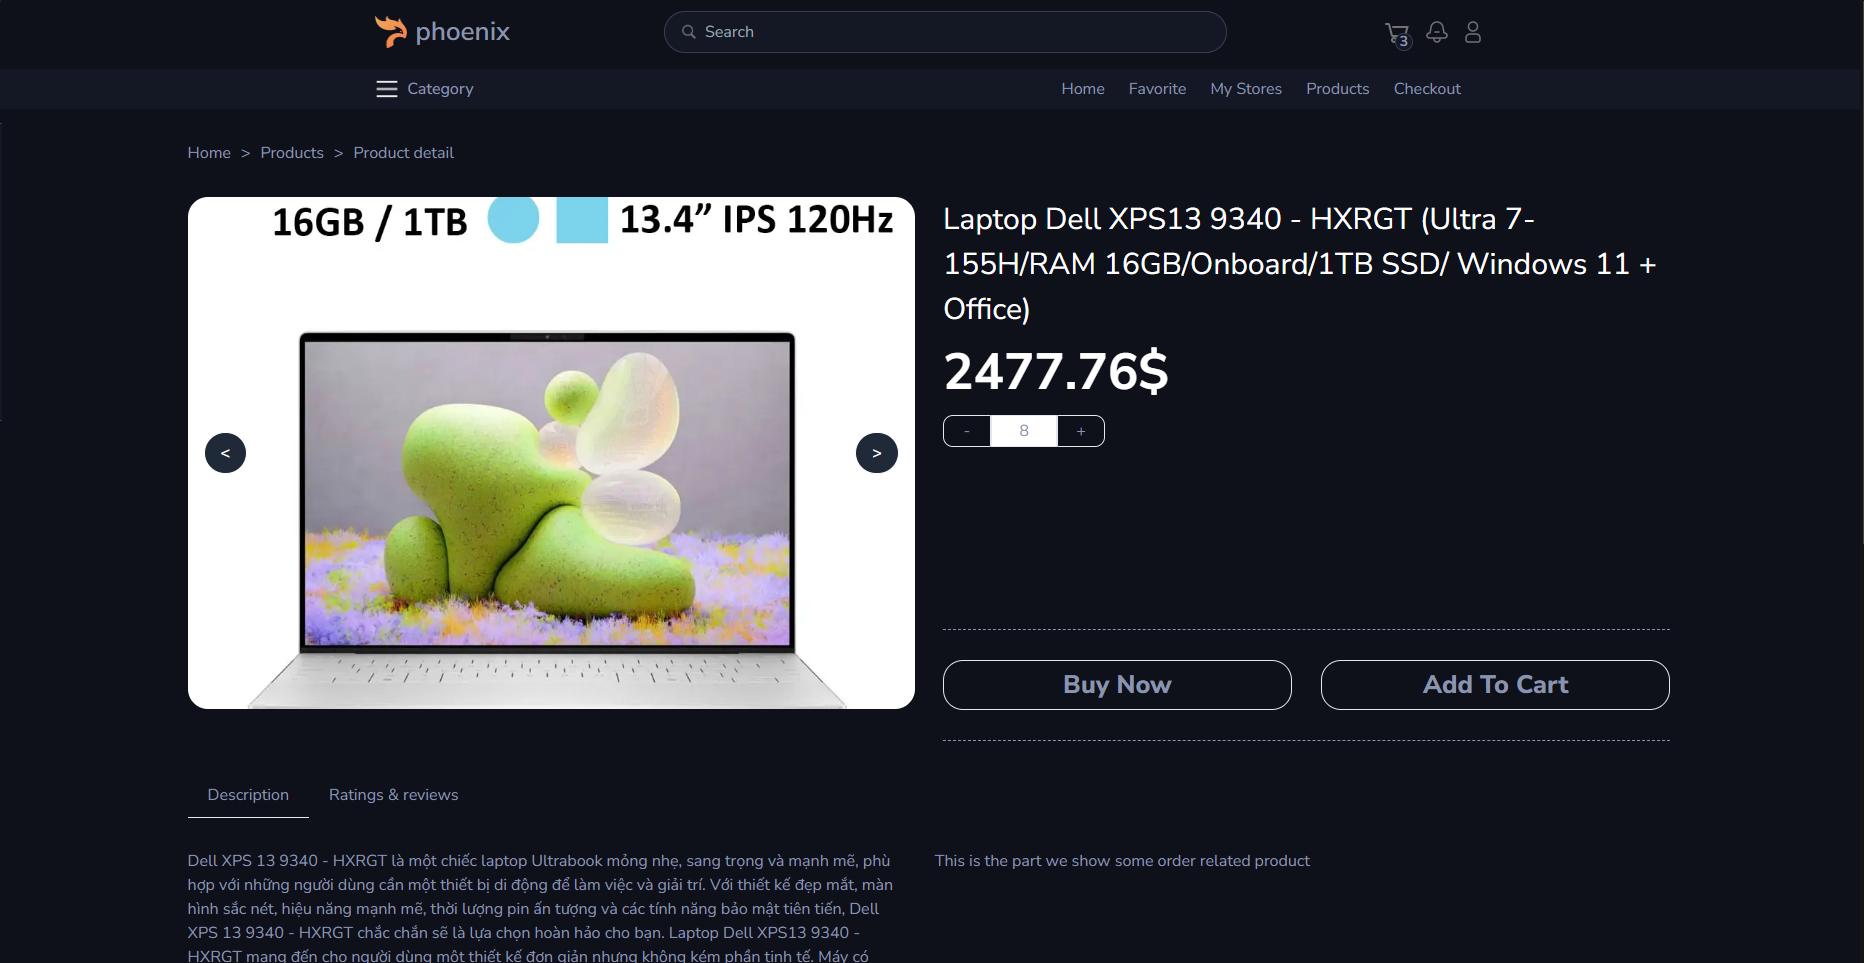 phoenix
Search
3
Category
Home
Favorite
My Stores
Products
Checkout
Home > Products > Product detail
16GB / 1TB
13.4” IPS 120Hz
<
>
Laptop Dell XPS13 9340 - HXRGT (Ultra 7-
155H/RAM 16GB/Onboard/1TB SSD/ Windows 11 +
Office)
2477.76$
- 8 +
Buy Now
Add To Cart
Description
Ratings & reviews
Dell XPS 13 9340 - HXRGT là một chiếc laptop Ultrabook mỏng nhẹ, sang trọng và mạnh mẽ, phù
hợp với những người dùng cần một thiết bị di động để làm việc và giải trí. Với thiết kế đẹp mắt, màn
hình sắc nét, hiệu năng mạnh mẽ, thời lượng pin ấn tượng và các tính năng bảo mật tiên tiến, Dell
XPS 13 9340 - HXRGT chắc chắn sẽ là lựa chọn hoàn hảo cho bạn. Laptop Dell XPS13 9340 -
HXRGT mang đến cho người dùng một thiết kế đơn giản nhưng không kém phần tinh tế. Máy có
This is the part we show some order related product